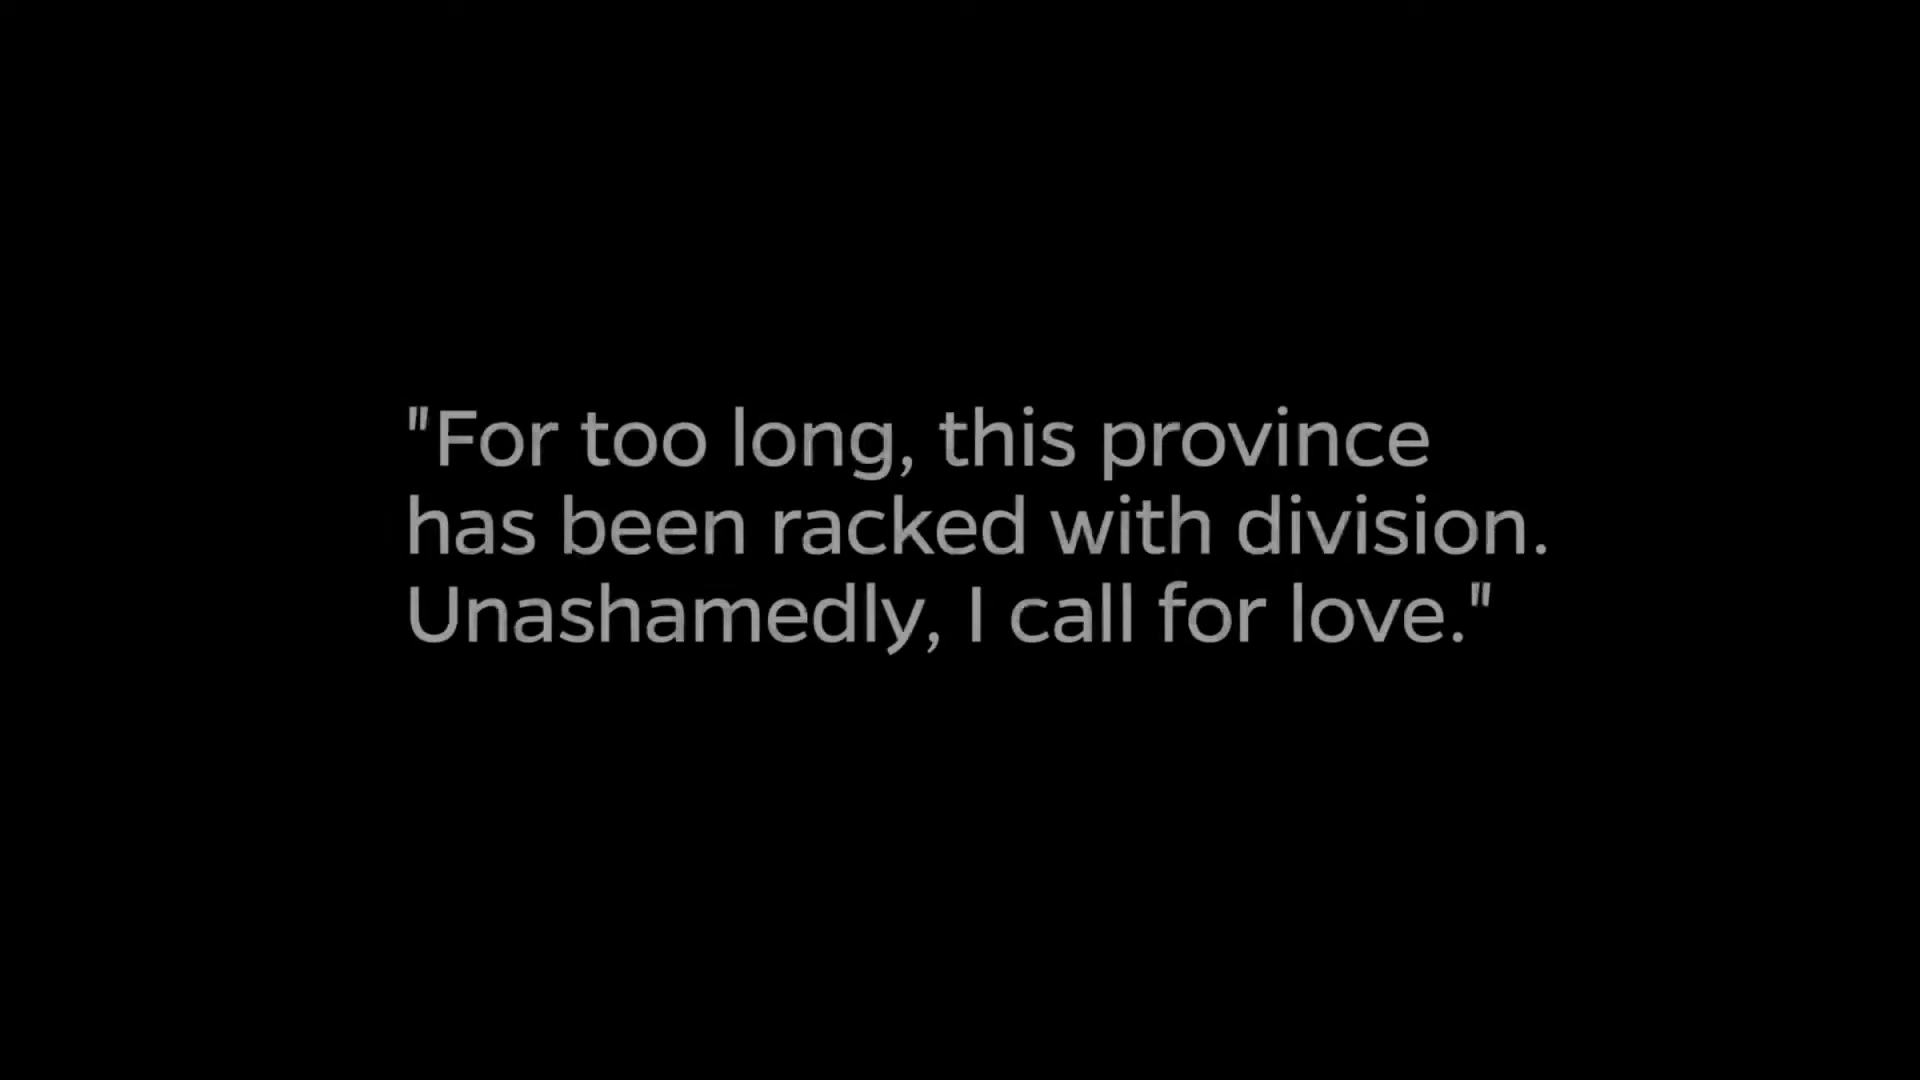 "For too long, this province
has been racked with division.
Unashamedly, I call for love."